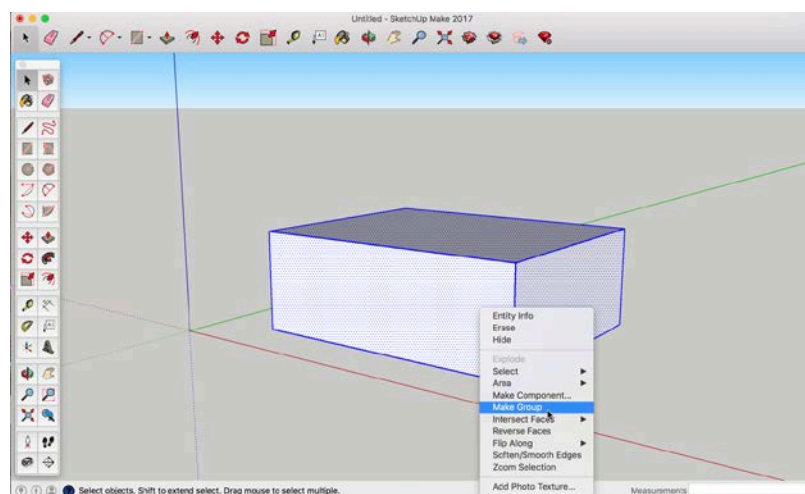 Untitled - SketchUp Make 2017
Entity Info
Erase
Hide
Explode
Select
Area
Make Component...
Make Group
Intersect Faces
Reverse Faces
Flip Along
Soften/Smooth Edges
Zoom Selection
Add Photo Texture...
Select objects. Shift to extend select. Drag mouse to select multiple.
Measurements